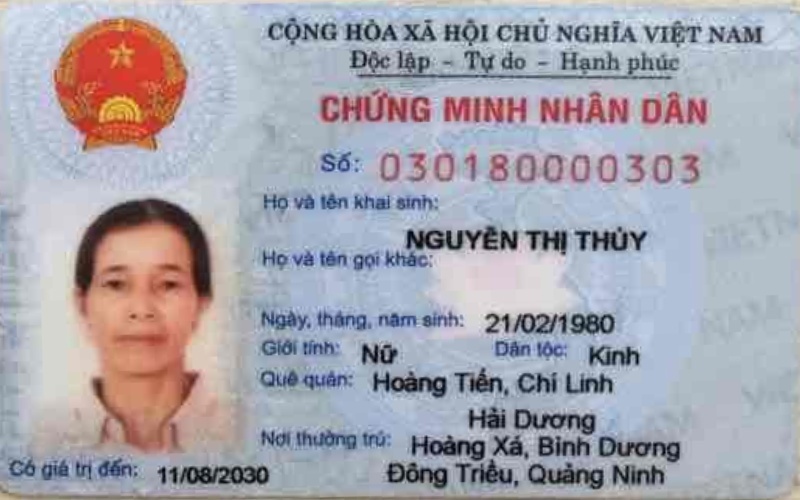 CỘNG HÒA XÃ HỘI CHỦ NGHĨA VIỆT NAM
Độc lập - Tự do - Hạnh phúc
CHỨNG MINH NHÂN DÂN
Số: 030180000303
Họ và tên khai sinh:
NGUYỄN THỊ THỦY
Họ và tên gọi khác:
Ngày, tháng, năm sinh: 21/02/1980
Giới tính: Nữ Dân tộc: Kinh
Quê quán: Hoàng Tiến, Chí Linh
Hải Dương
Nơi thường trú: Hoàng Xá, Bình Dương
Có giá trị đến: 11/08/2030 Đông Triều, Quảng Ninh